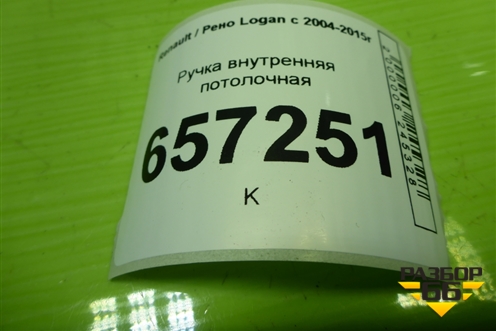 Renault / Рено Logan с 2004-2015г
Ручка внутренняя
потолочная
657251
К
РАЗБОР
66